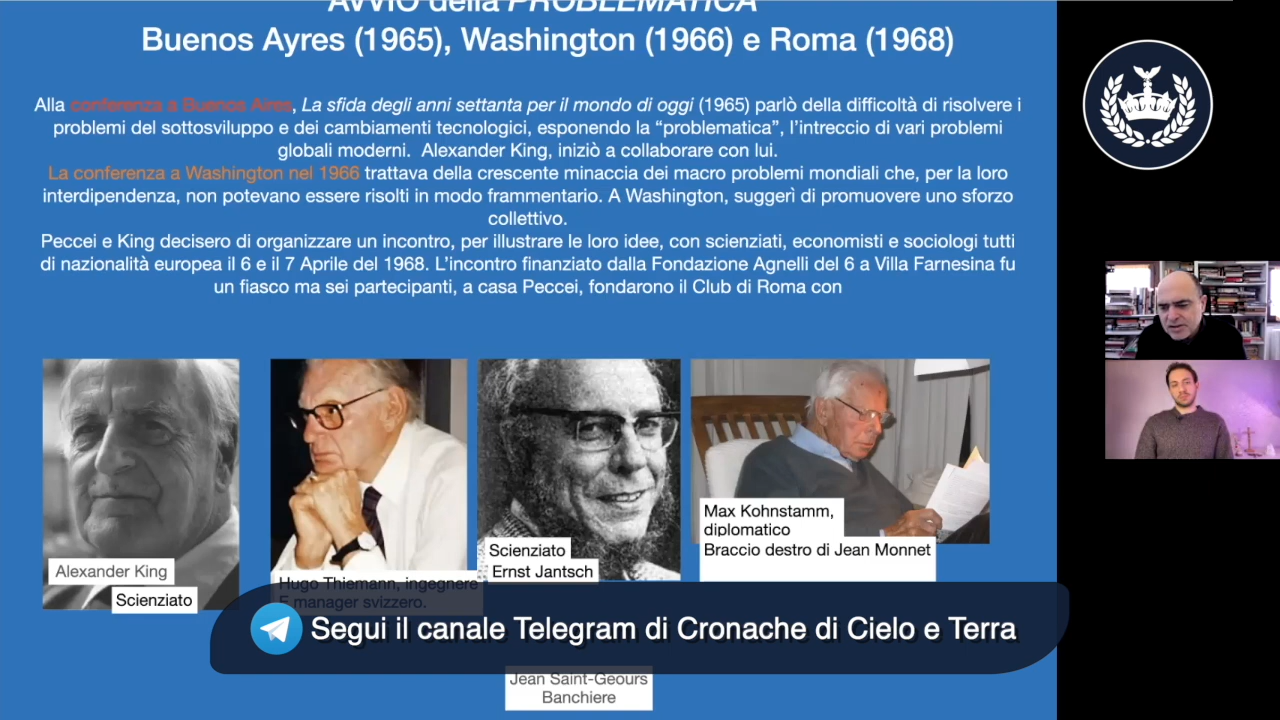 AVVIO della PROBLEMATICA
Buenos Ayres (1965), Washington (1966) e Roma (1968)
Alla conferenza a Buenos Aires, La sfida degli anni settanta per il mondo di oggi (1965) parlò della difficoltà di risolvere i
problemi del sottosviluppo e dei cambiamenti tecnologici, esponendo la “problematica”, l’intreccio di vari problemi
globali moderni. Alexander King, iniziò a collaborare con lui.
La conferenza a Washington nel 1966 trattava della crescente minaccia dei macro problemi mondiali che, per la loro
interdipendenza, non potevano essere risolti in modo frammentario. A Washington, suggerì di promuovere uno sforzo
collettivo.
Peccei e King decisero di organizzare un incontro, per illustrare le loro idee, con scienziati, economisti e sociologi tutti
di nazionalità europea il 6 e il 7 Aprile del 1968. L’incontro finanziato dalla Fondazione Agnelli del 6 a Villa Farnesina fu
un fiasco ma sei partecipanti, a casa Peccei, fondarono il Club di Roma con
Alexander King
Scienziato
Hugo Thiemann, ingegnere
E manager svizzero.
Scienziato
Ernst Jantsch
Max Kohnstamm,
diplomatico
Braccio destro di Jean Monnet
Segui il canale Telegram di Cronache di Cielo e Terra
Jean Saint-Geours
Banchiere